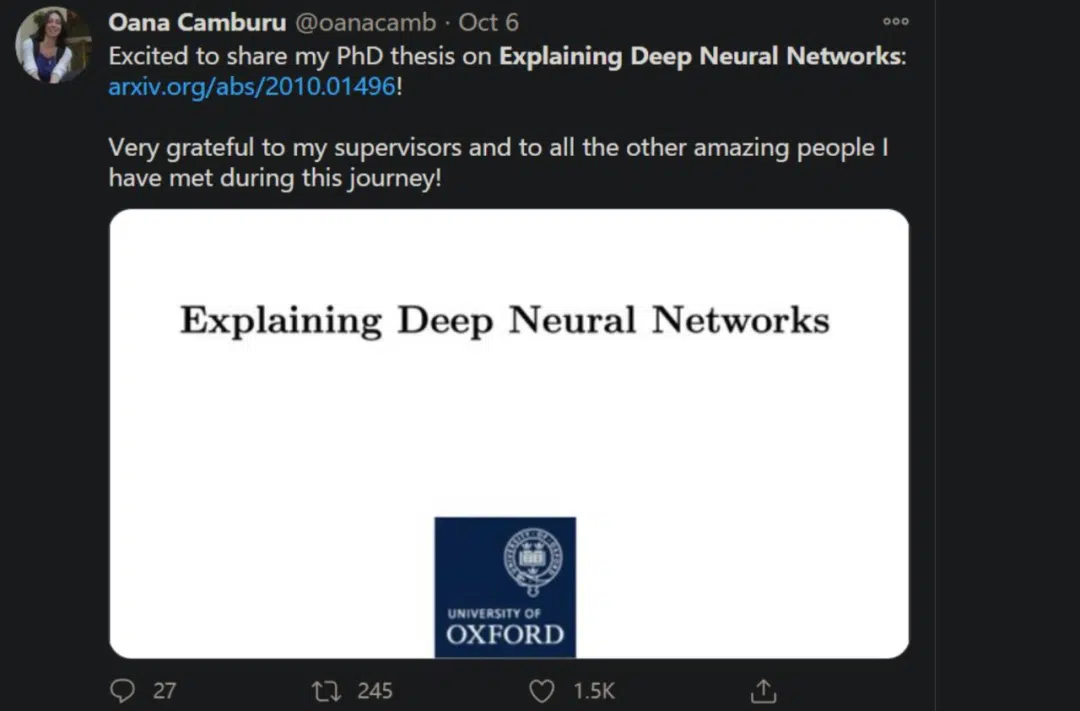 Oana Camburu @oanacamb · Oct 6
Excited to share my PhD thesis on Explaining Deep Neural Networks:
arxiv.org/abs/2010.01496!
Very grateful to my supervisors and to all the other amazing people I
have met during this journey!
Explaining Deep Neural Networks
UNIVERSITY OF
OXFORD
27 245 1.5K